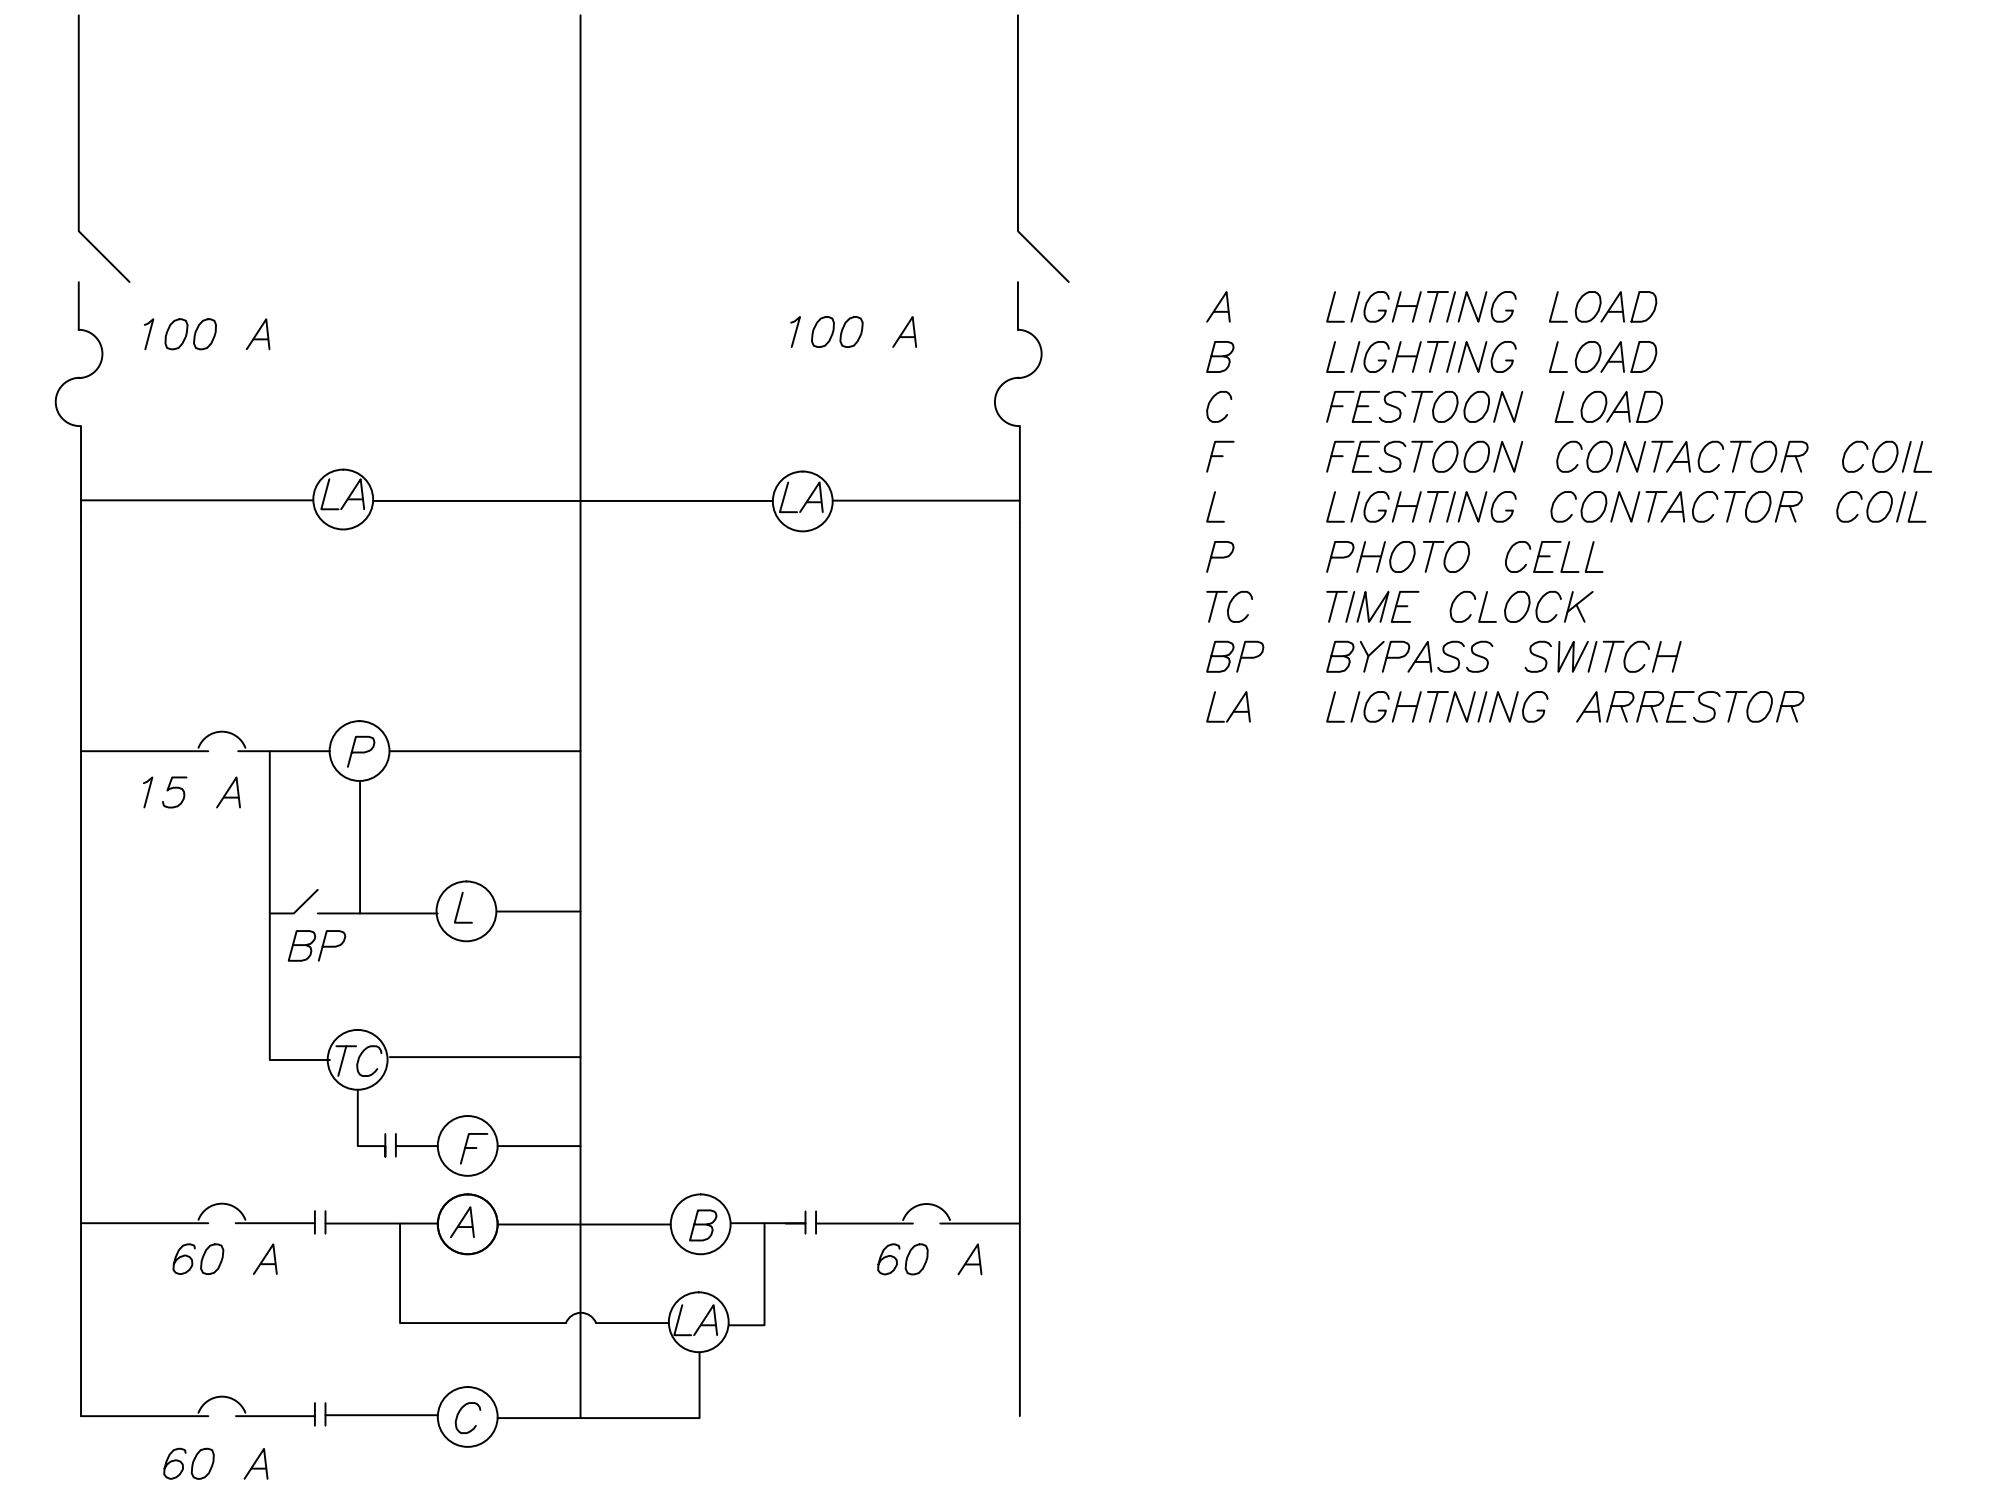 100 A
100 A
A LIGHTING LOAD
B LIGHTING LOAD
C FESTOON LOAD
F FESTOON CONTACTOR COIL
L LIGHTING CONTACTOR COIL
P PHOTO CELL
TC TIME CLOCK
BP BYPASS SWITCH
LA LIGHTNING ARRESTOR
LA
LA
P
15 A
L
BP
TC
F
A
B
60 A
60 A
LA
C
60 A